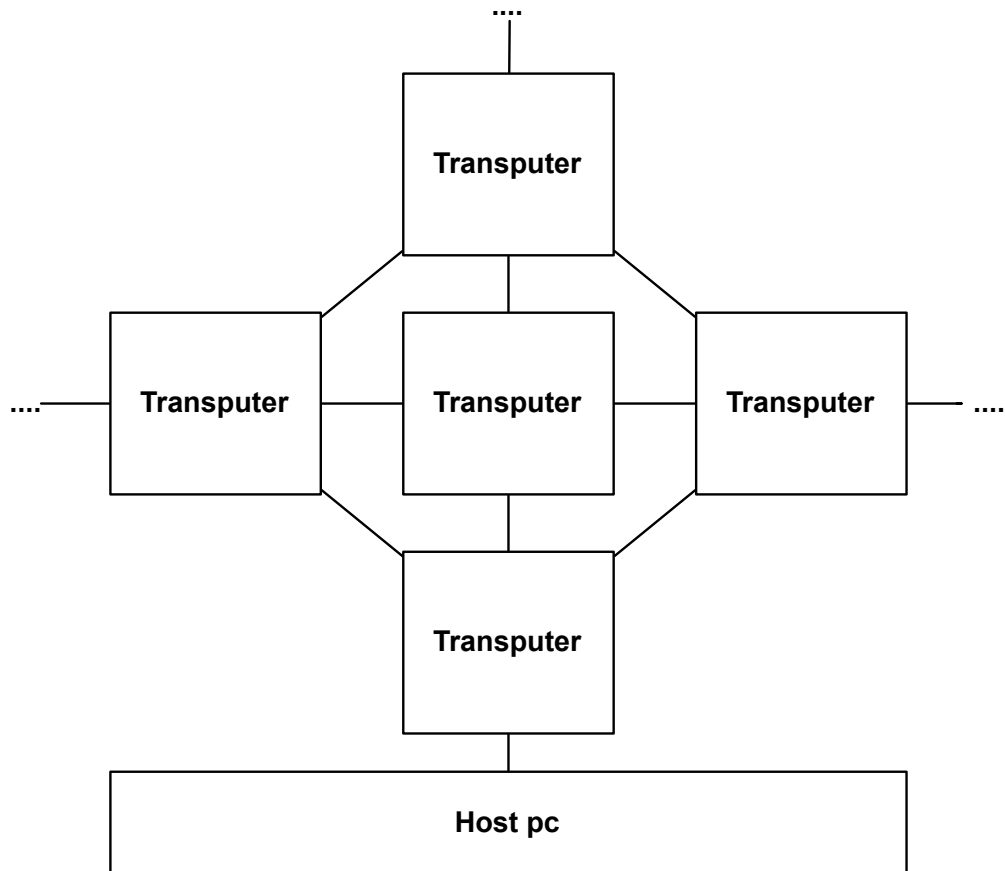 ....
Transputer
.... Transputer Transputer Transputer ....
Transputer
Host pc